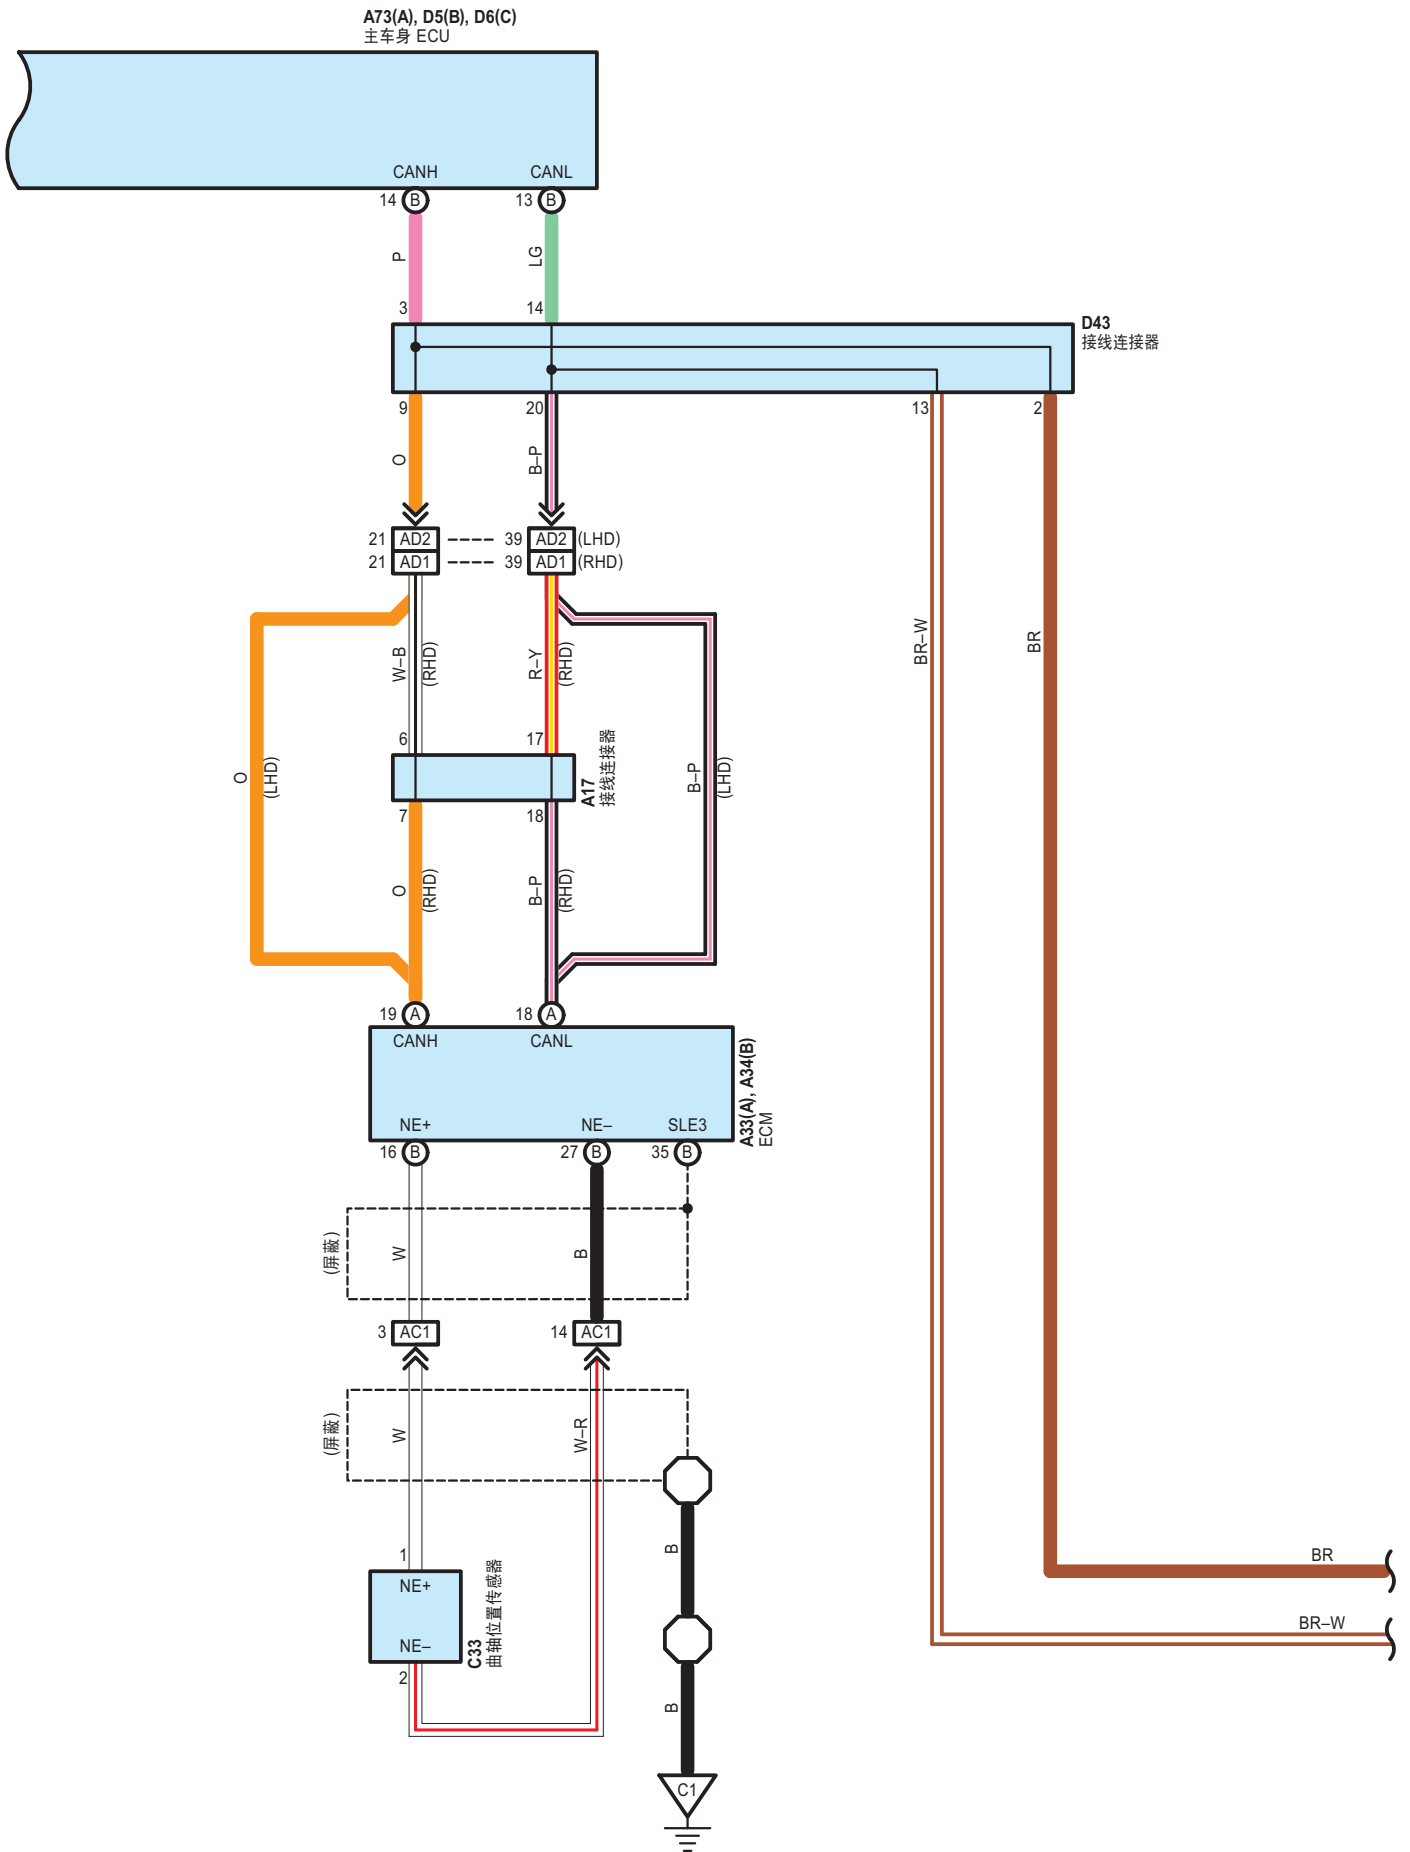 A73(A), D5(B), D6(C)
主车身 ECU
CANH
CANL
14 B
13 B
P
LG
3
14
D43
接线连接器
9
20
13
2
O
B–P
21 AD2
39 AD2 (LHD)
21 AD1
39 AD1 (RHD)
BR–W
BR
W–B
(RHD)
R–Y
(RHD)
6
17
O
(LHD)
A17
接线连接器
B–P
(LHD)
7
18
O
(RHD)
B–P
(RHD)
19 A
18 A
CANH
CANL
A33(A), A34(B)
ECM
NE+
NE–
SLE3
16 B
27 B
35 B
(屏蔽)
W
B
3 AC1
14 AC1
(屏蔽)
W
W–R
1
B
BR
NE+
C33
曲轴位置传感器
BR–W
NE–
2
B
C1